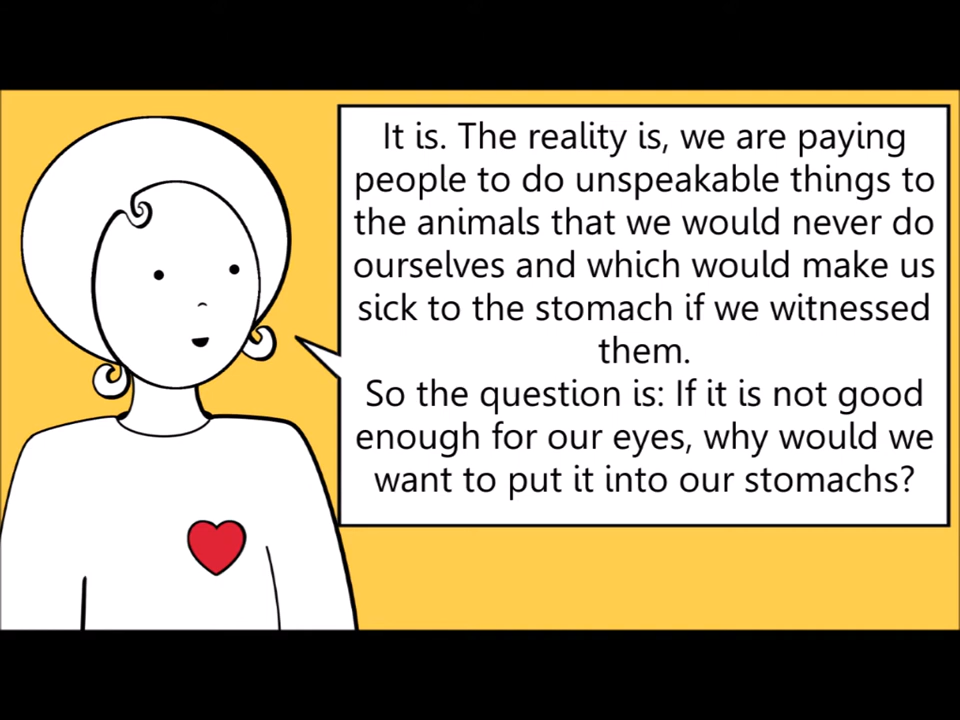 It is. The reality is, we are paying
people to do unspeakable things to
the animals that we would never do
ourselves and which would make us
sick to the stomach if we witnessed
them.
So the question is: If it is not good
enough for our eyes, why would we
want to put it into our stomachs?